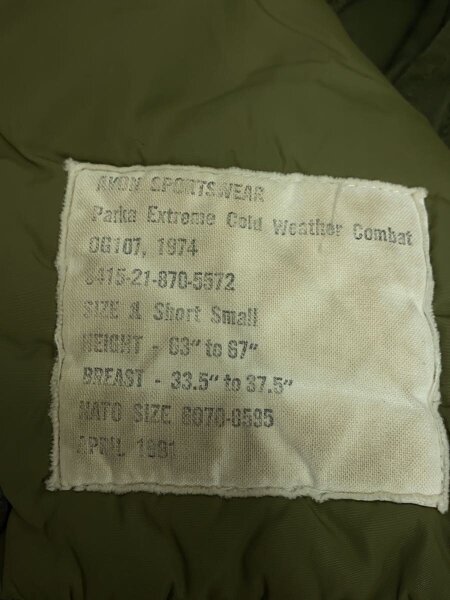 AVON SPORTSWEAR
Parka Extreme Cold Weather Combat
OG107, 1974
8415-21-870-5572
SIZE 1 Short Small
HEIGHT - 63" to 67"
BREAST - 33.5" to 37.5"
NATO SIZE 6070-8595
APRIL 1981